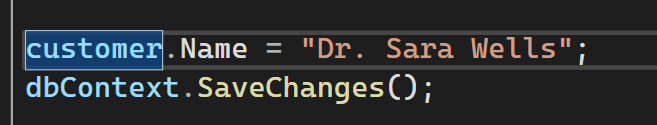 customer.Name = "Dr. Sara Wells";
dbContext.SaveChanges();